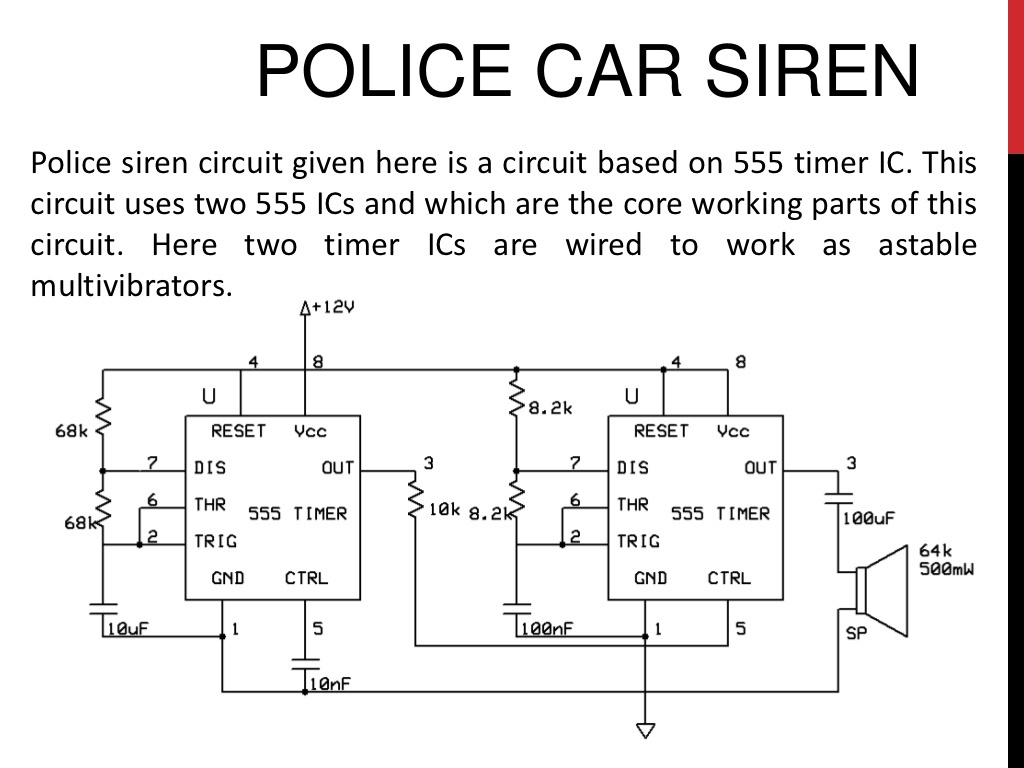 POLICE CAR SIREN
Police siren circuit given here is a circuit based on 555 timer IC. This
circuit uses two 555 ICs and which are the core working parts of this
circuit. Here two timer ICs are wired to work as astable
multivibrators.
+12V
4 8 4 8
U 8.2k U
68k RESET Vcc RESET Vcc
7 DIS OUT 3 7 DIS OUT 3
6 THR 555 TIMER 10k 8.2k 6 THR 555 TIMER 100uF
68k 2 TRIG 2 TRIG
64k
500mW
GND CTRL GND CTRL
10uF 1 5 100nF 1 5 SP
10nF